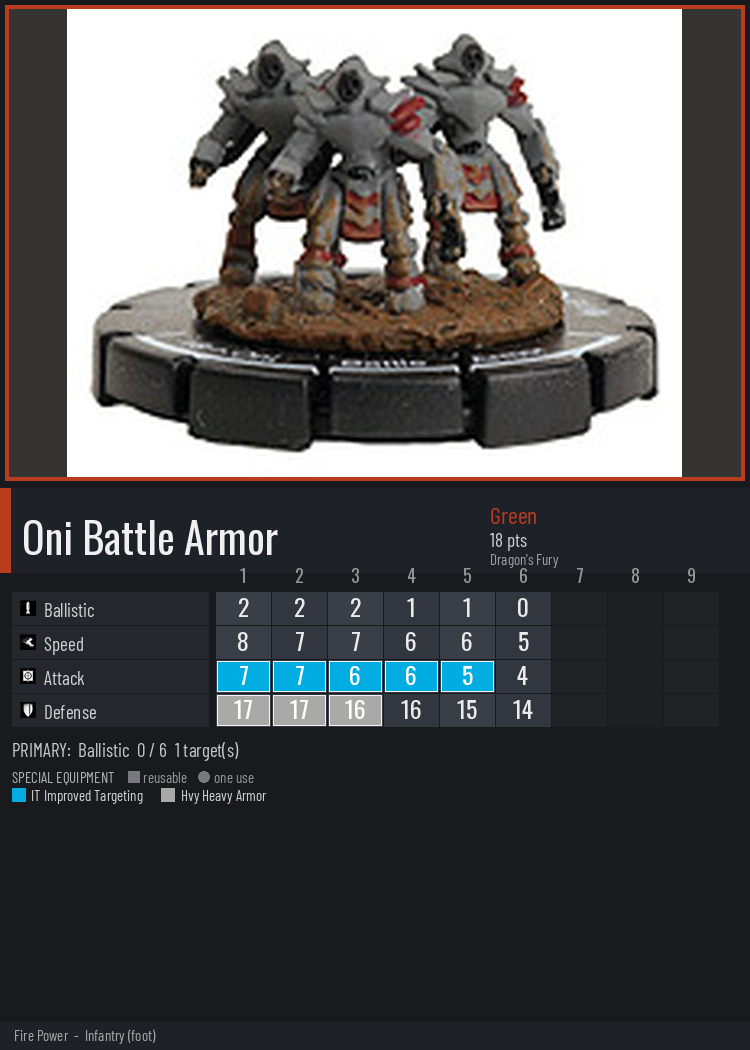 Oni Battle Armor
Green
18 pts
Dragon's Fury
1 2 3 4 5 6 7 8 9
Ballistic 2 2 2 1 1 0
Speed 8 7 7 6 6 5
Attack 7 7 6 6 5 4
Defense 17 17 16 16 15 14
PRIMARY: Ballistic 0 / 6 1 target(s)
SPECIAL EQUIPMENT reusable one use
IT Improved Targeting Hvy Heavy Armor
Fire Power - Infantry (foot)